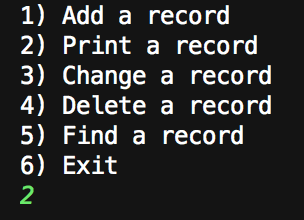 1) Add a record
2) Print a record
3) Change a record
4) Delete a record
5) Find a record
6) Exit
2